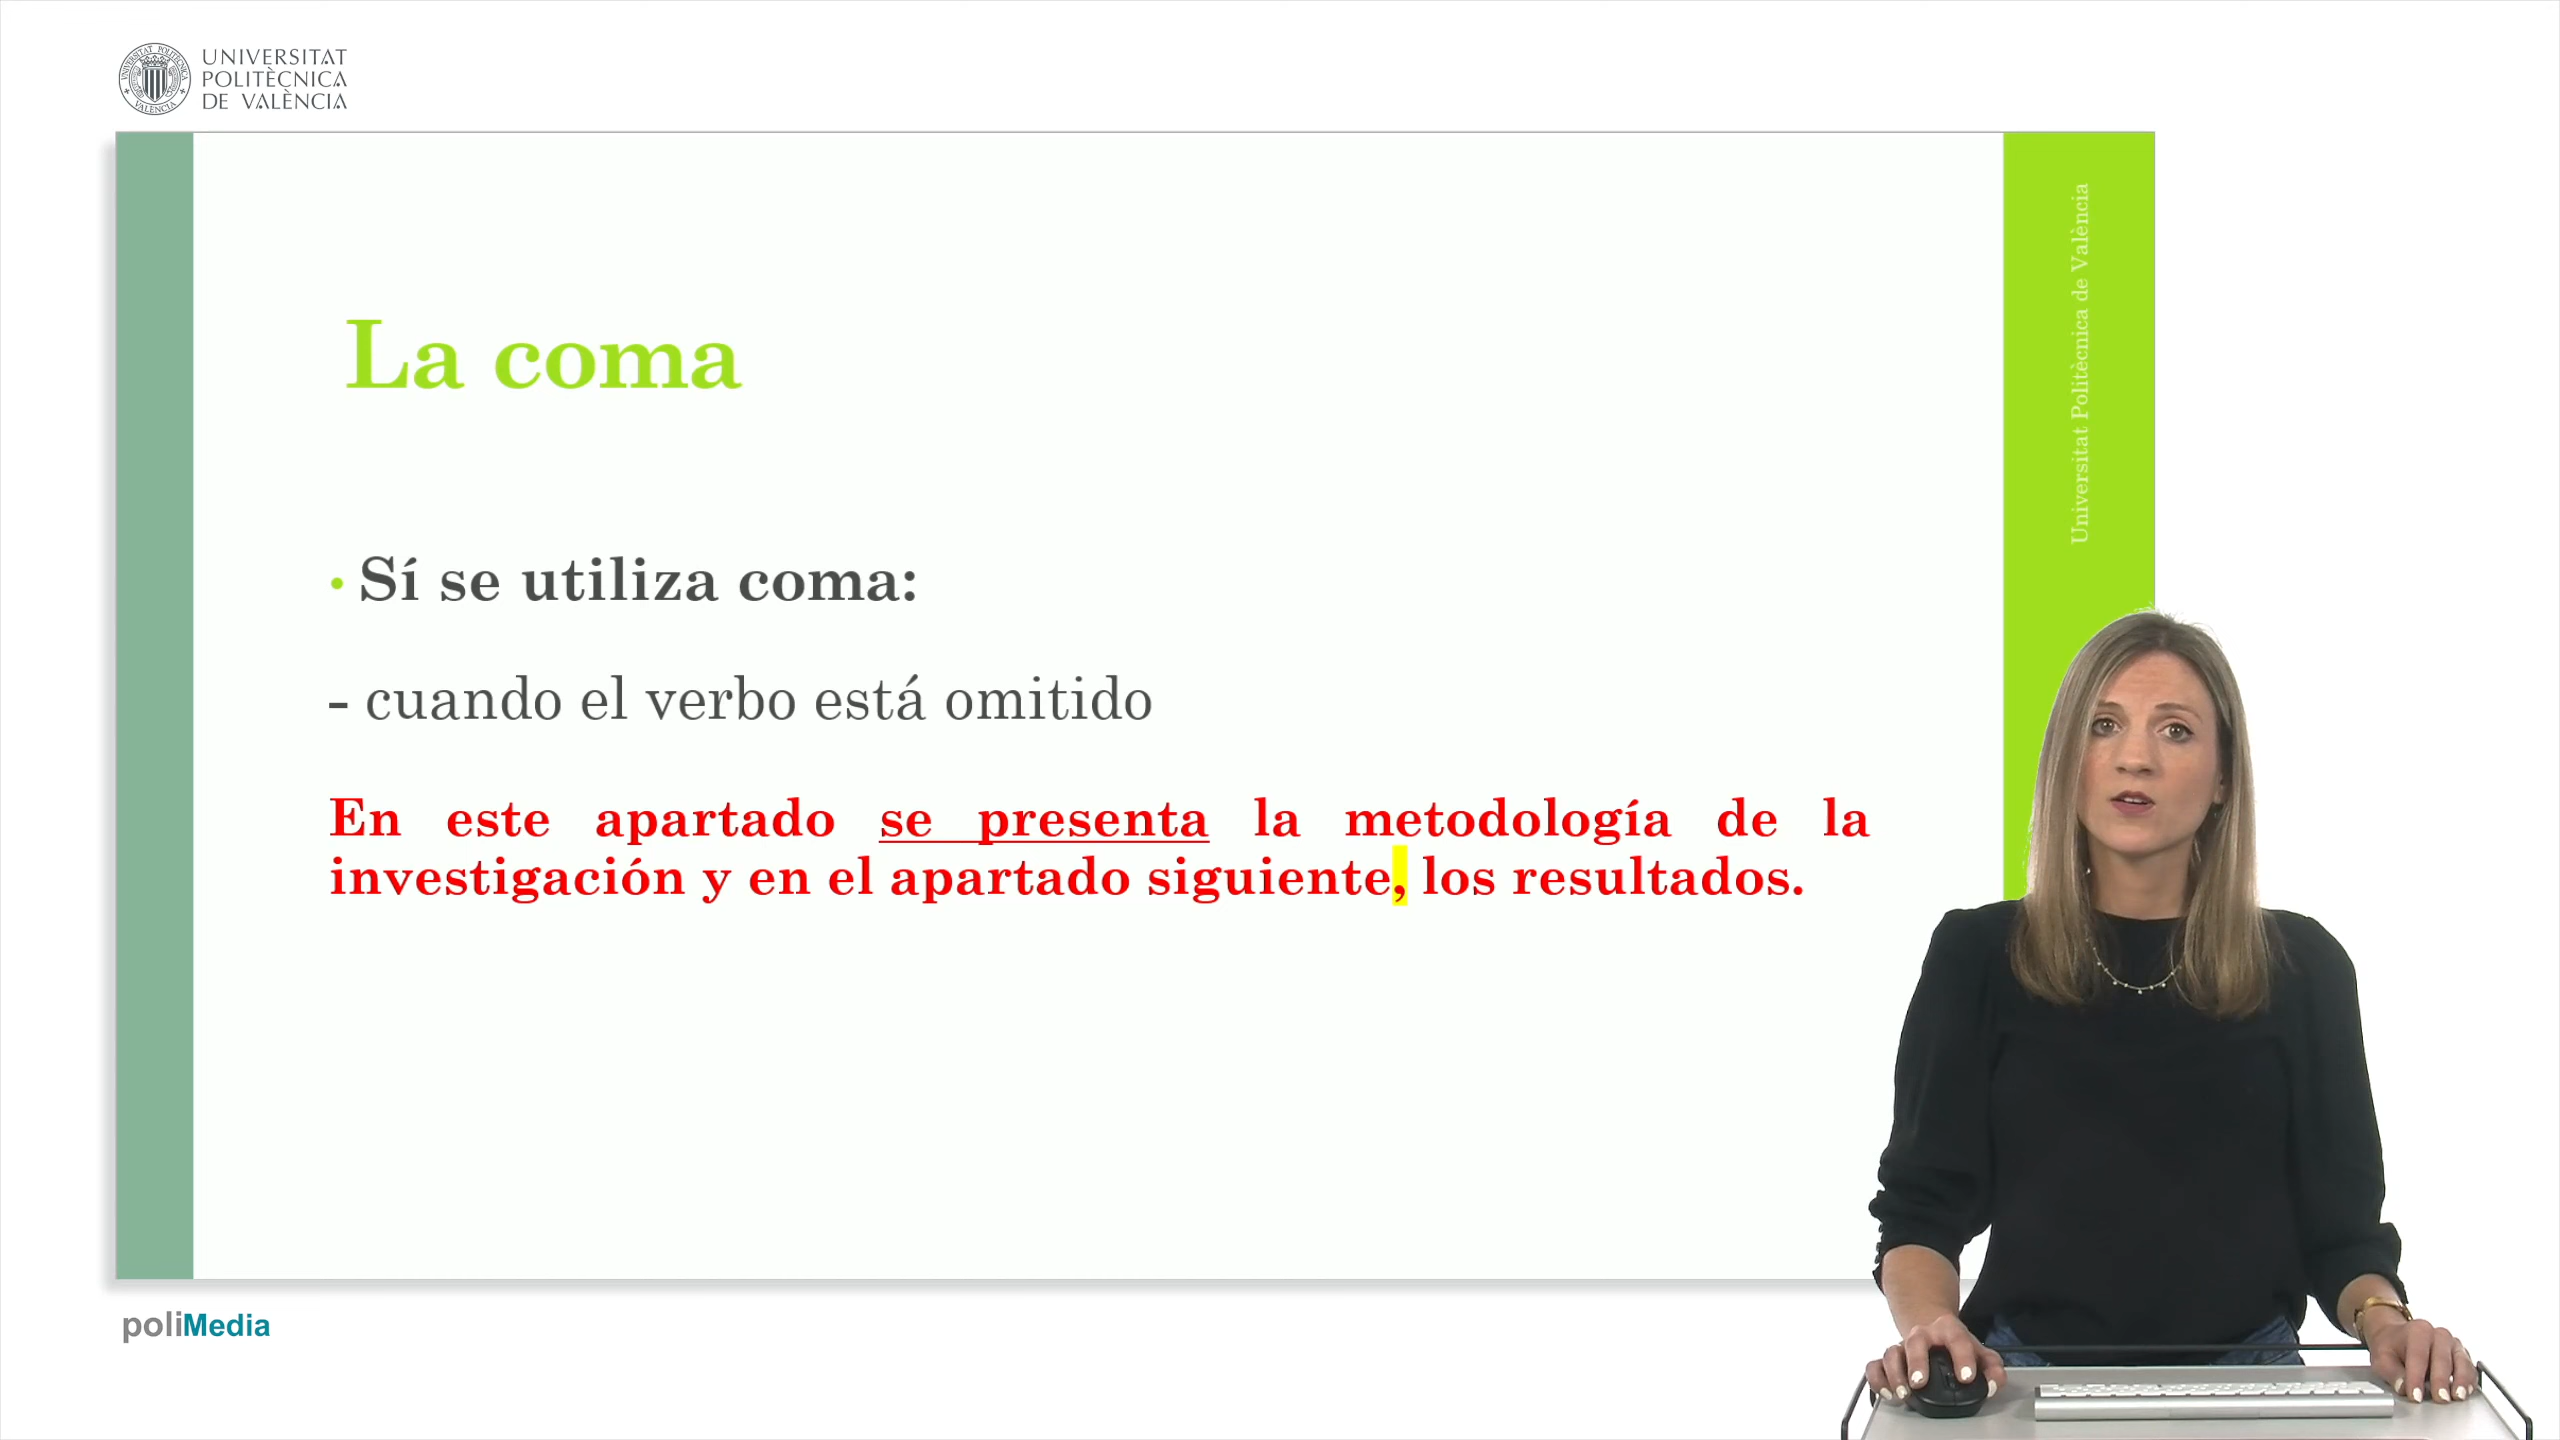 UNIVERSITAT
POLITÈCNICA
DE VALÈNCIA
Universitat Politècnica de València
La coma
• Sí se utiliza coma:
- cuando el verbo está omitido
En este apartado se presenta la metodología de la
investigación y en el apartado siguiente, los resultados.
poliMedia